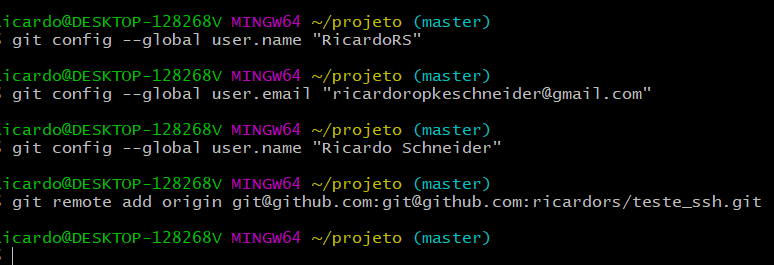 icardo@DESKTOP-128268V MINGW64 ~/projeto (master)
$ git config --global user.name "RicardoRS"
icardo@DESKTOP-128268V MINGW64 ~/projeto (master)
$ git config --global user.email "ricardoropkeschneider@gmail.com"
icardo@DESKTOP-128268V MINGW64 ~/projeto (master)
$ git config --global user.name "Ricardo Schneider"
icardo@DESKTOP-128268V MINGW64 ~/projeto (master)
$ git remote add origin git@github.com:git@github.com:ricardors/teste_ssh.git
icardo@DESKTOP-128268V MINGW64 ~/projeto (master)
$